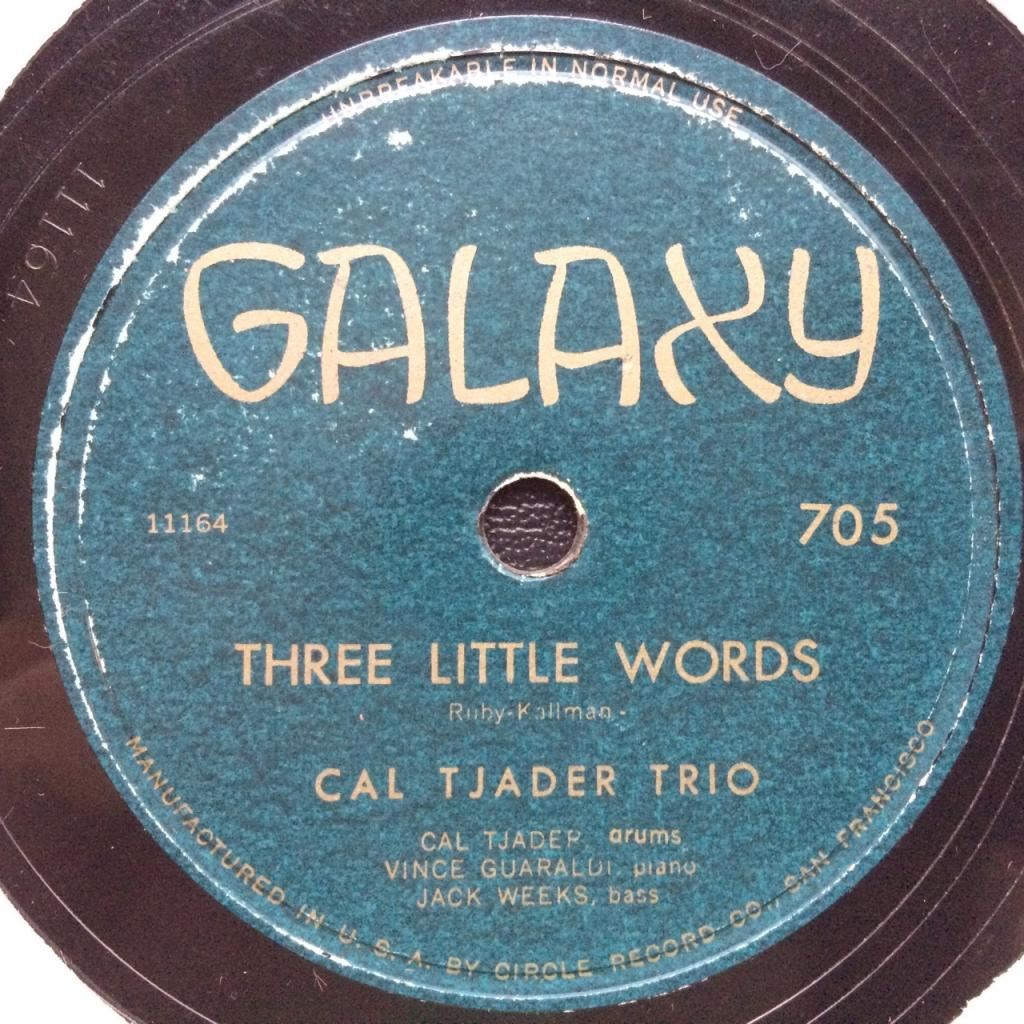 UNBREAKABLE IN NORMAL USE
11164
GALAXY
11164
705
THREE LITTLE WORDS
Ruby-Kallman-
CAL TJADER TRIO
CAL TJADER, drums
VINCE GUARALDI, piano
JACK WEEKS, bass
MANUFACTURED IN U. S. A. BY CIRCLE RECORD CO., SAN FRANCISCO